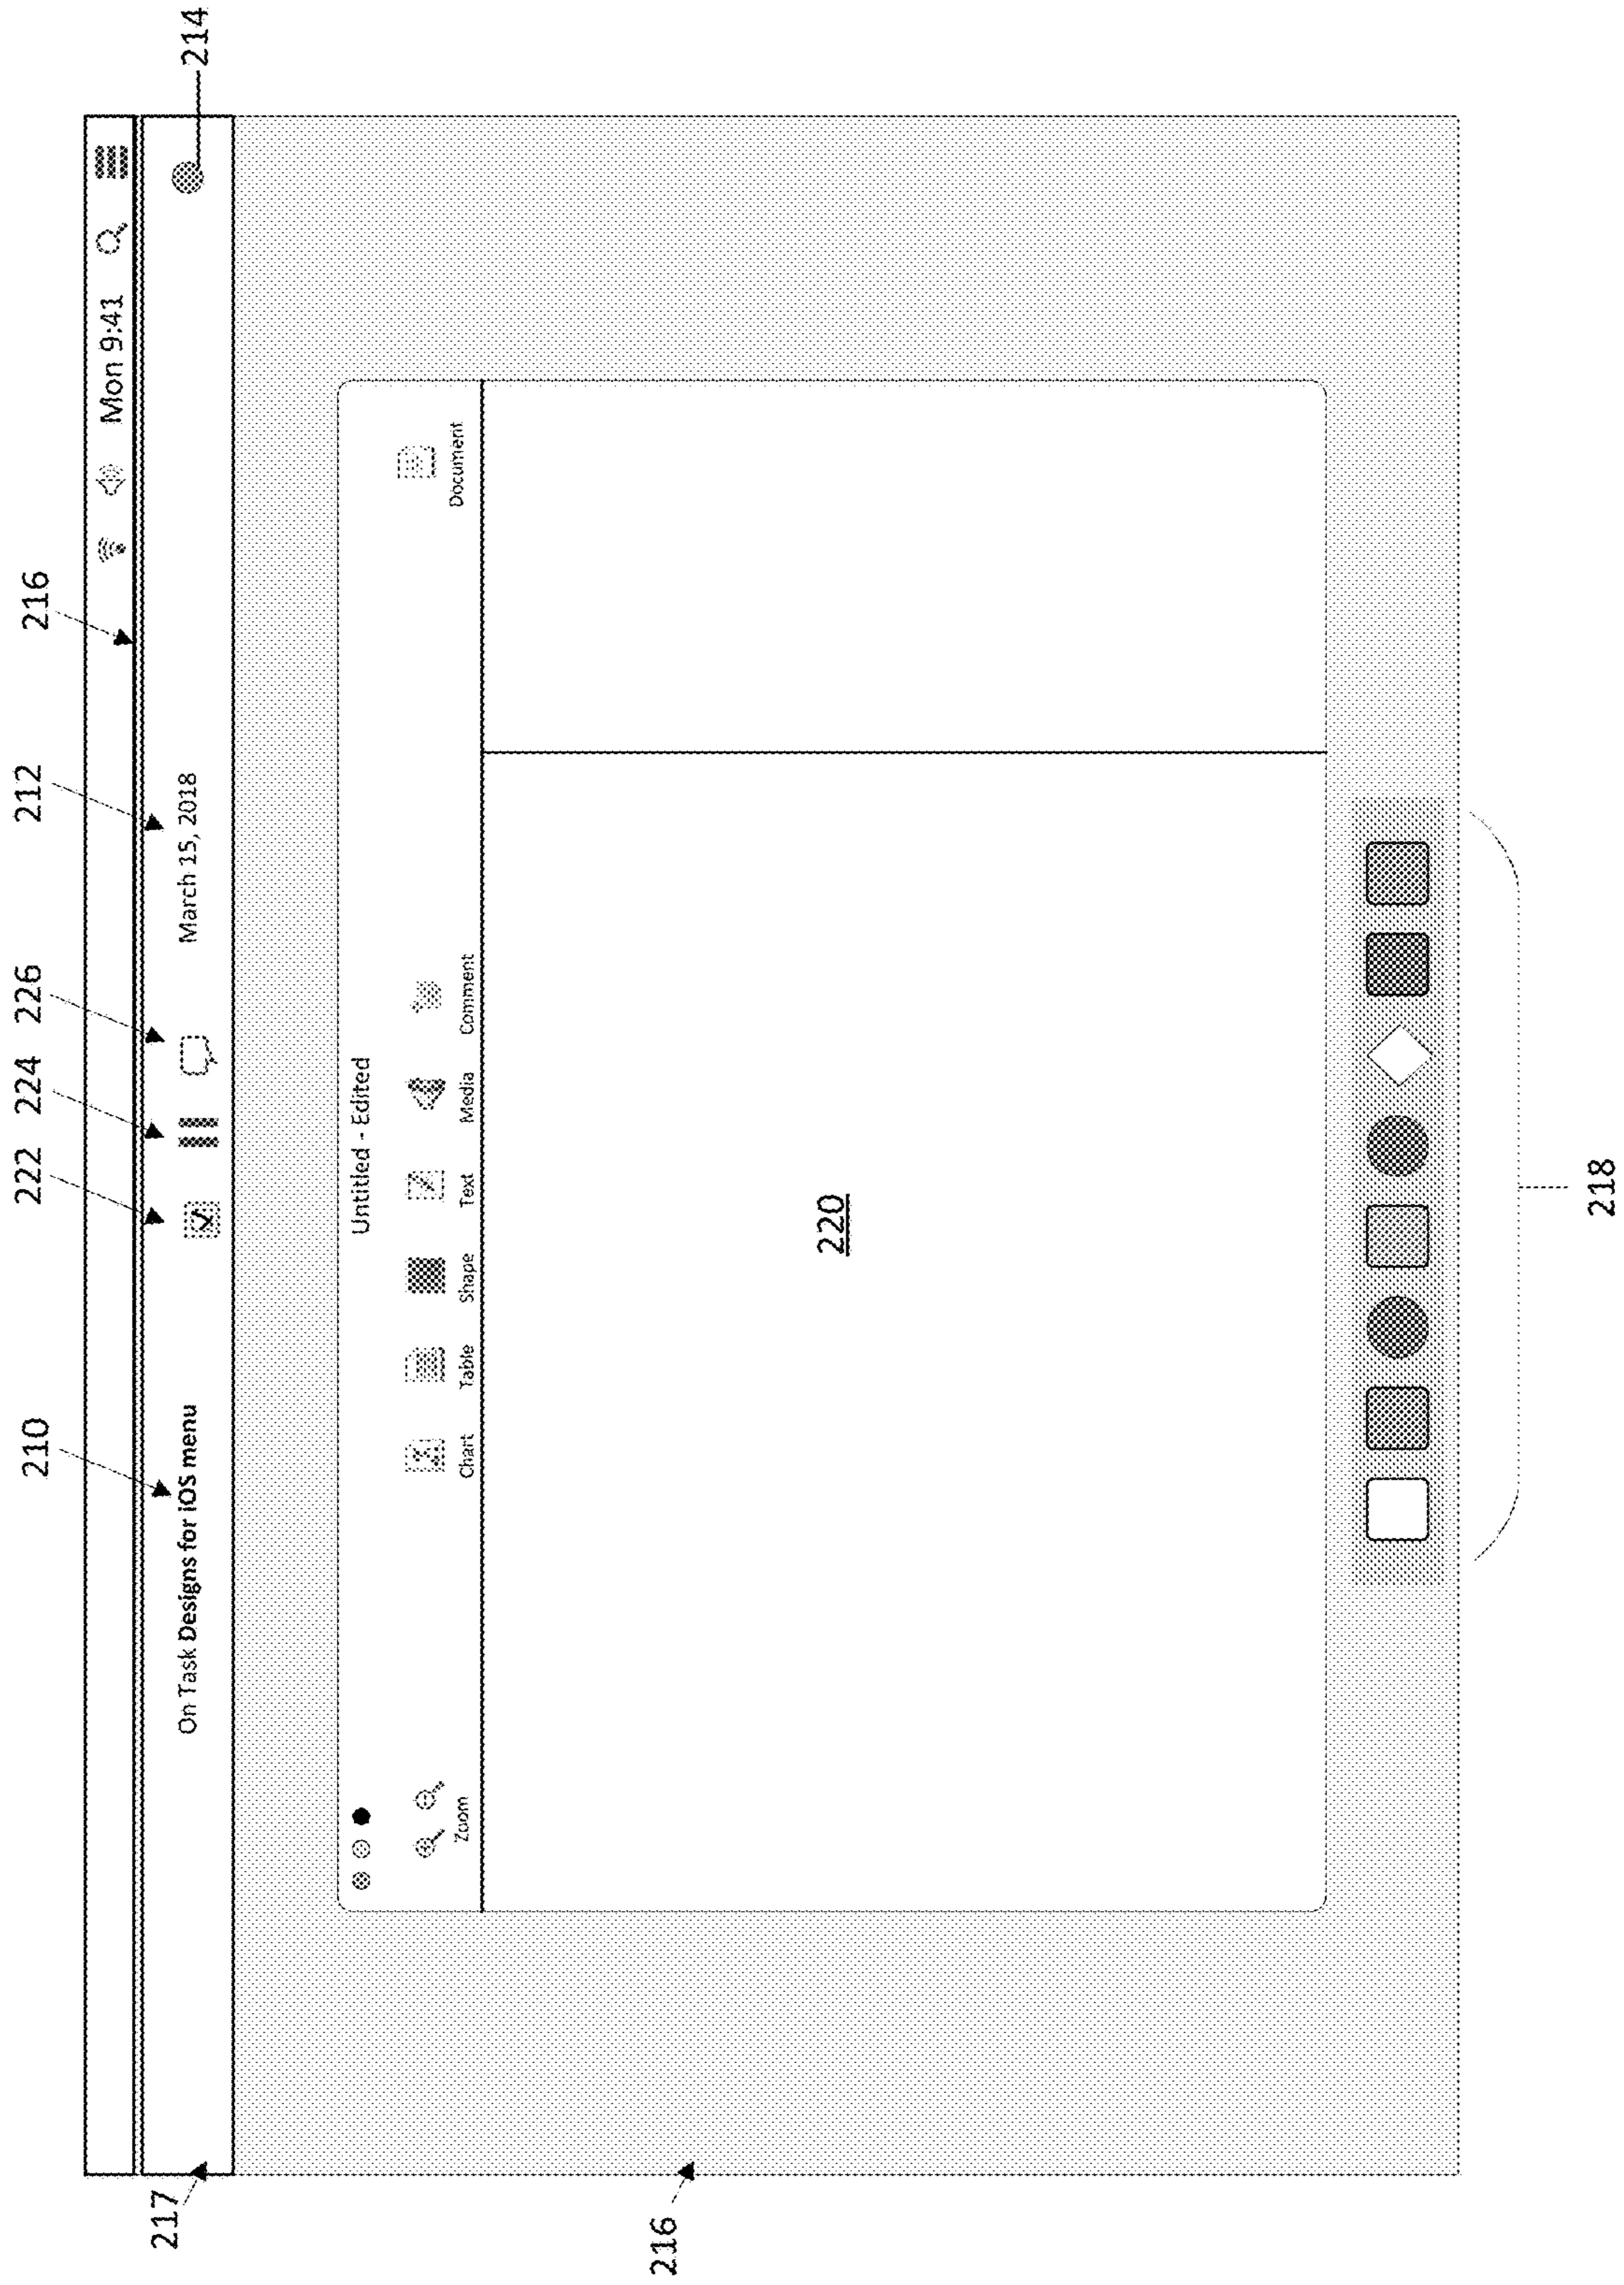 216
Mon 9:41
210
222
224
226
212
217
On Task Designs for iOS menu
March 15, 2018
214
Untitled - Edited
Zoom
Chart
Table
Shape
Text
Media
Comment
Document
216
220
218